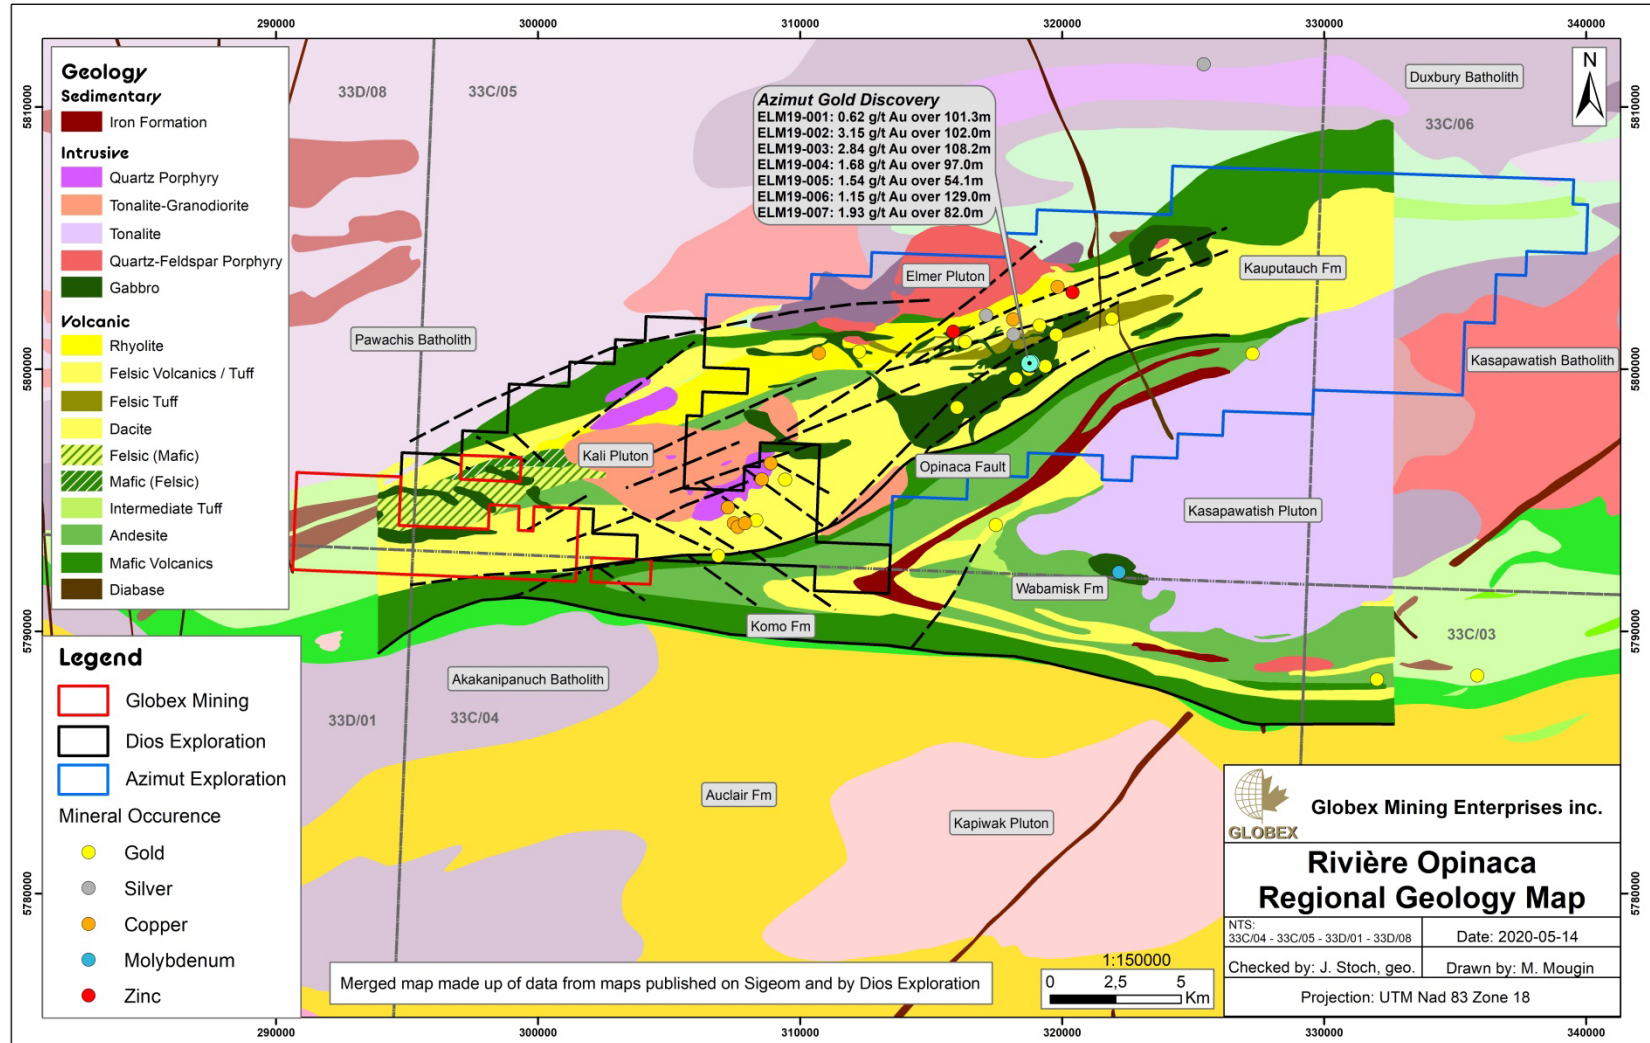 290000
300000
310000
320000
330000
340000
5810000
5800000
5790000
5780000
5810000
5800000
5790000
5780000
290000
300000
310000
320000
330000
340000
Geology
Sedimentary
Iron Formation
Intrusive
Quartz Porphyry
Tonalite-Granodiorite
Tonalite
Quartz-Feldspar Porphyry
Gabbro
Volcanic
Rhyolite
Felsic Volcanics / Tuff
Felsic Tuff
Dacite
Felsic (Mafic)
Mafic (Felsic)
Intermediate Tuff
Andesite
Mafic Volcanics
Diabase
Legend
Globex Mining
Dios Exploration
Azimut Exploration
Mineral Occurence
Gold
Silver
Copper
Molybdenum
Zinc
33D/08
33C/05
33C/06
33D/01
33C/04
33C/03
Azimut Gold Discovery
ELM19-001: 0.62 g/t Au over 101.3m
ELM19-002: 3.15 g/t Au over 102.0m
ELM19-003: 2.84 g/t Au over 108.2m
ELM19-004: 1.68 g/t Au over 97.0m
ELM19-005: 1.54 g/t Au over 54.1m
ELM19-006: 1.15 g/t Au over 129.0m
ELM19-007: 1.93 g/t Au over 82.0m
N
Duxbury Batholith
Elmer Pluton
Kauputauch Fm
Pawachis Batholith
Kasapawatish Batholith
Kali Pluton
Opinaca Fault
Kasapawatish Pluton
Wabamisk Fm
Komo Fm
Akakanipanuch Batholith
Auclair Fm
Kapiwak Pluton
Merged map made up of data from maps published on Sigeom and by Dios Exploration
1:150000
0 2,5 5
Km
GLOBEX
Globex Mining Enterprises inc.
Rivière Opinaca
Regional Geology Map
NTS:
33C/04 - 33C/05 - 33D/01 - 33D/08
Date: 2020-05-14
Checked by: J. Stoch, geo.
Drawn by: M. Mougin
Projection: UTM Nad 83 Zone 18